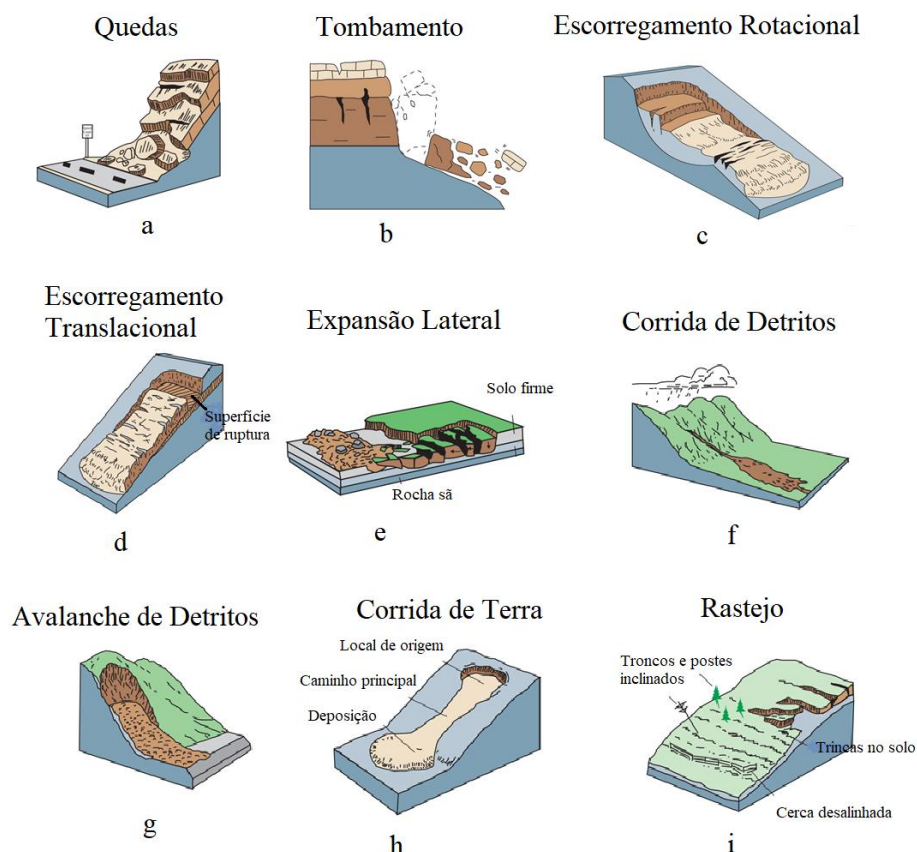 Quedas
Tombamento
Escorregamento Rotacional
a
b
c
Escorregamento
Translacional
Superfície
de ruptura
d
Expansão Lateral
Solo firme
Rocha sã
e
Corrida de Detritos
f
Avalanche de Detritos
g
Corrida de Terra
Local de origem
Caminho principal
Deposição
h
Rastejo
Troncos e postes
inclinados
Trincas no solo
Cerca desalinhada
i